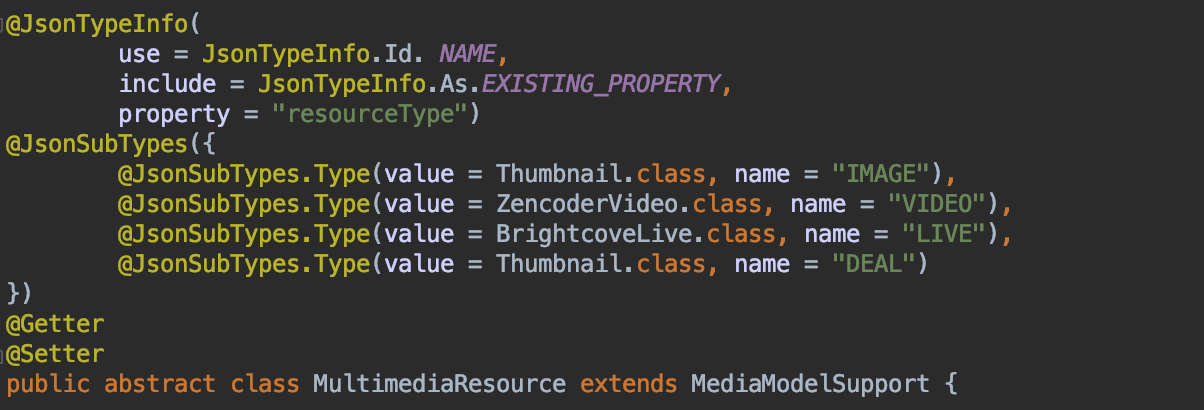 @JsonTypeInfo(
        use = JsonTypeInfo.Id. NAME,
        include = JsonTypeInfo.As.EXISTING_PROPERTY,
        property = "resourceType")
@JsonSubTypes({
        @JsonSubTypes.Type(value = Thumbnail.class, name = "IMAGE"),
        @JsonSubTypes.Type(value = ZencoderVideo.class, name = "VIDEO"),
        @JsonSubTypes.Type(value = BrightcoveLive.class, name = "LIVE"),
        @JsonSubTypes.Type(value = Thumbnail.class, name = "DEAL")
})
@Getter
@Setter
public abstract class MultimediaResource extends MediaModelSupport {